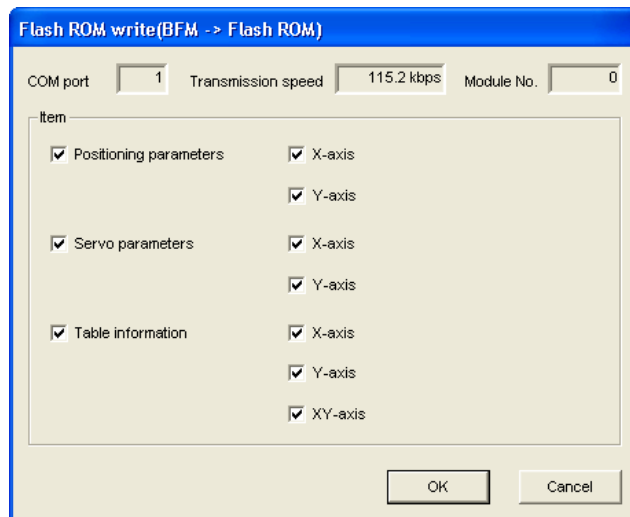 Flash ROM write(BFM -> Flash ROM)
COM port 1 Transmission speed 115.2 kbps Module No. 0
Item
Positioning parameters X-axis
Y-axis
Servo parameters X-axis
Y-axis
Table information X-axis
Y-axis
XY-axis
OK Cancel